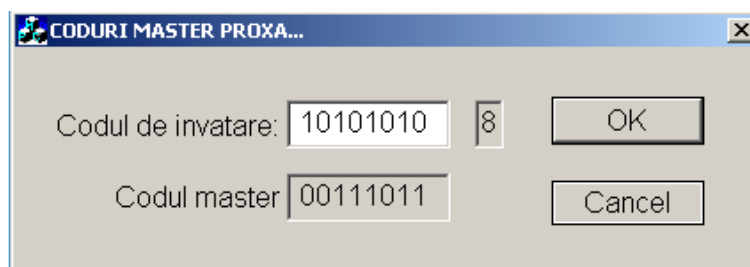 CODURI MASTER PROXA...
Codul de invatare: 10101010 8 OK
Codul master 00111011 Cancel